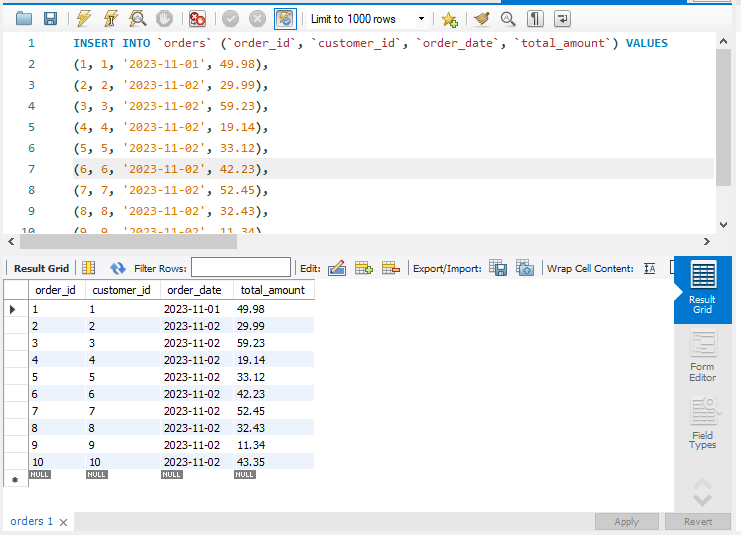 Limit to 1000 rows
1 INSERT INTO `orders` (`order_id`, `customer_id`, `order_date`, `total_amount`) VALUES
2 (1, 1, '2023-11-01', 49.98),
3 (2, 2, '2023-11-02', 29.99),
4 (3, 3, '2023-11-02', 59.23),
5 (4, 4, '2023-11-02', 19.14),
6 (5, 5, '2023-11-02', 33.12),
7 (6, 6, '2023-11-02', 42.23),
8 (7, 7, '2023-11-02', 52.45),
9 (8, 8, '2023-11-02', 32.43),
10 (9, 9, '2023-11-02', 11.34)
Result Grid Filter Rows: Edit: Export/Import: Wrap Cell Content: IA
order_id customer_id order_date total_amount
1 1 2023-11-01 49.98
2 2 2023-11-02 29.99
3 3 2023-11-02 59.23
4 4 2023-11-02 19.14
5 5 2023-11-02 33.12
6 6 2023-11-02 42.23
7 7 2023-11-02 52.45
8 8 2023-11-02 32.43
9 9 2023-11-02 11.34
10 10 2023-11-02 43.35
NULL NULL NULL NULL
Result
Grid
Form
Editor
Field
Types
orders 1 Apply Revert